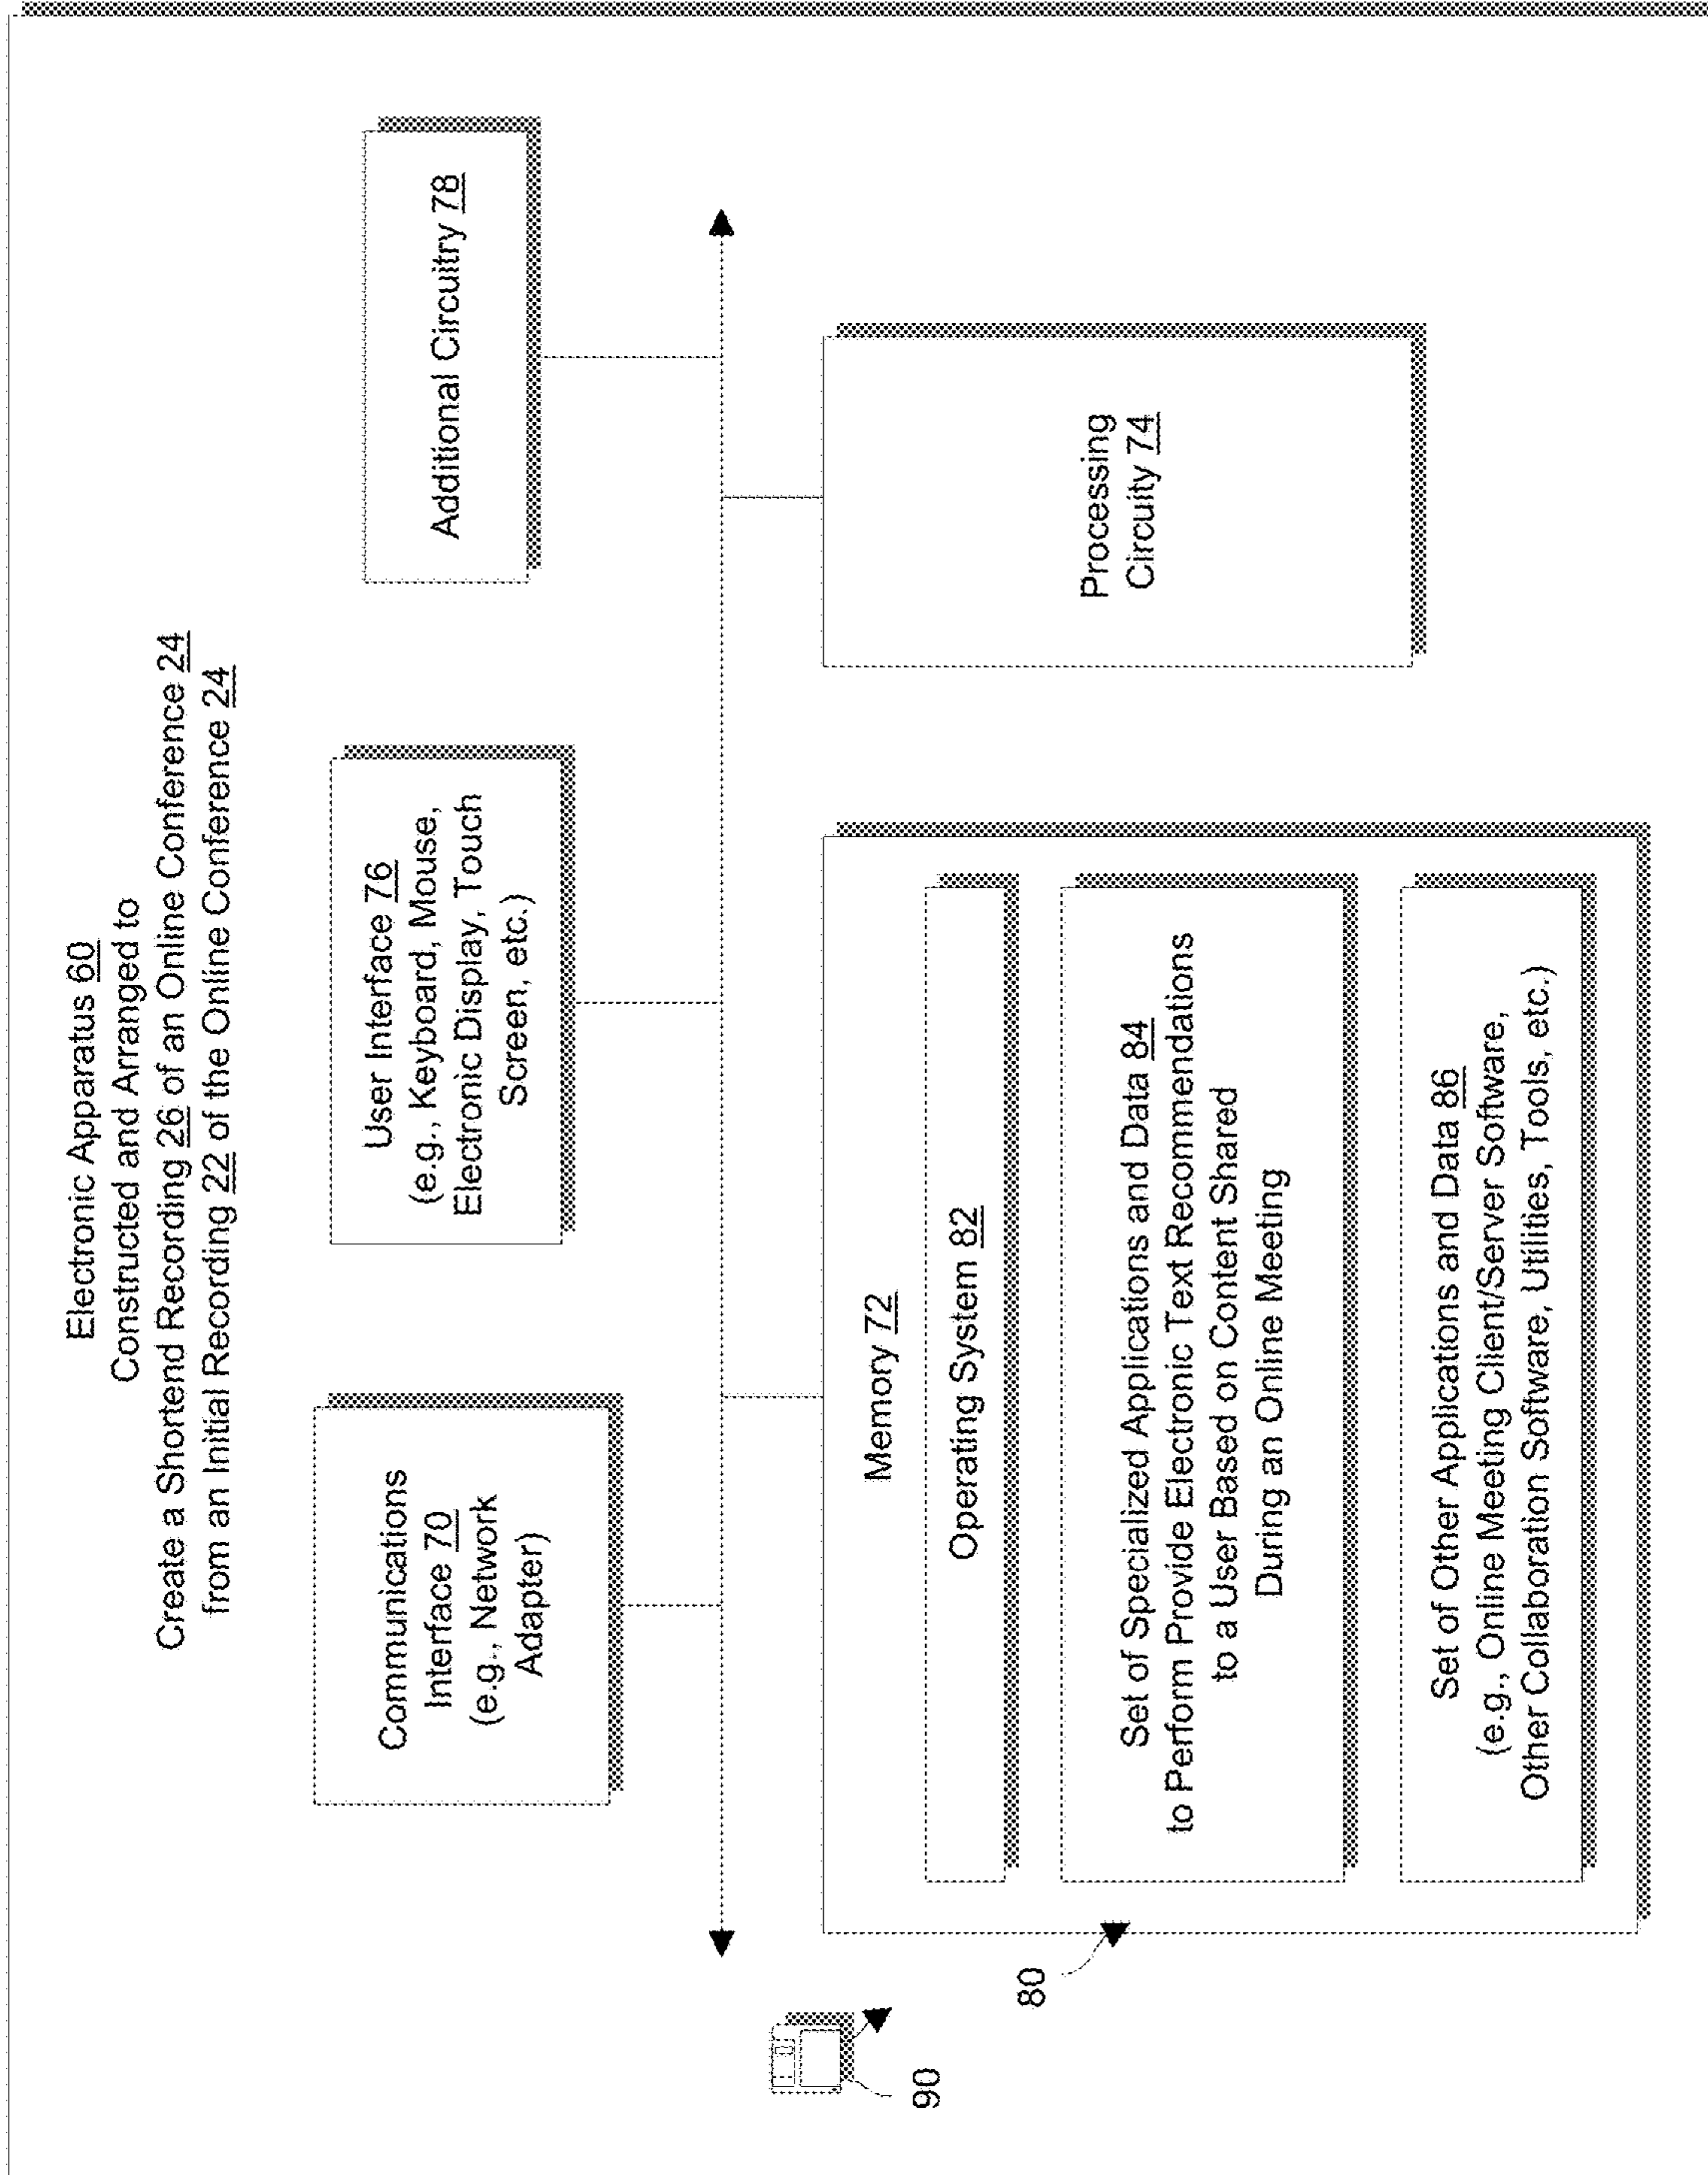 Electronic Apparatus 60
Constructed and Arranged to
Create a Shortend Recording 26 of an Online Conference 24
from an Initial Recording 22 of the Online Conference 24
Communications
Interface 70
(e.g., Network
Adapter)
User Interface 76
(e.g., Keyboard, Mouse,
Electronic Display, Touch
Screen, etc.)
Additional Circuitry 78
Memory 72
Operating System 82
Set of Specialized Applications and Data 84
to Perform Provide Electronic Text Recommendations
to a User Based on Content Shared
During an Online Meeting
Set of Other Applications and Data 86
(e.g., Online Meeting Client/Server Software,
Other Collaboration Software, Utilities, Tools, etc.)
Processing
Circuity 74
90
80